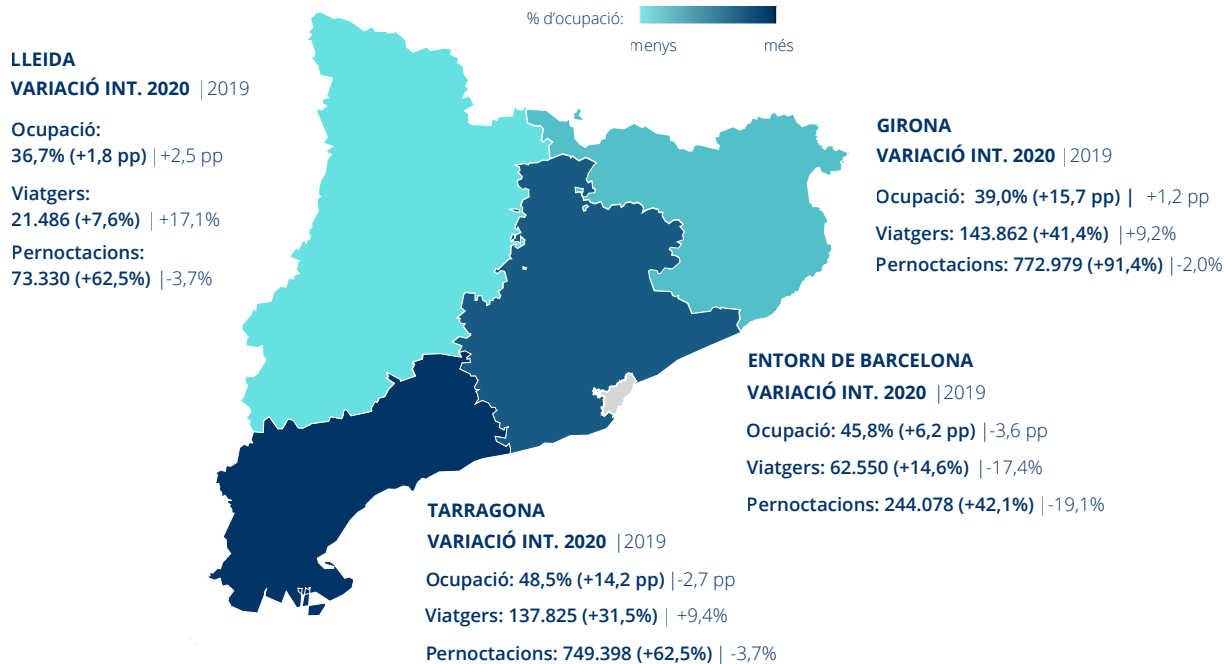 % d'ocupació:
menys més
LLEIDA
VARIACIÓ INT. 2020 |2019
Ocupació:
36,7% (+1,8 pp) |+2,5 pp
Viatgers:
21.486 (+7,6%) |+17,1%
Pernoctacions:
73.330 (+62,5%) |-3,7%
GIRONA
VARIACIÓ INT. 2020 |2019
Ocupació: 39,0% (+15,7 pp) | +1,2 pp
Viatgers: 143.862 (+41,4%) |+9,2%
Pernoctacions: 772.979 (+91,4%) |-2,0%
ENTORN DE BARCELONA
VARIACIÓ INT. 2020 |2019
Ocupació: 45,8% (+6,2 pp) |-3,6 pp
Viatgers: 62.550 (+14,6%) |-17,4%
Pernoctacions: 244.078 (+42,1%) |-19,1%
TARRAGONA
VARIACIÓ INT. 2020 |2019
Ocupació: 48,5% (+14,2 pp) |-2,7 pp
Viatgers: 137.825 (+31,5%) | +9,4%
Pernoctacions: 749.398 (+62,5%) | -3,7%